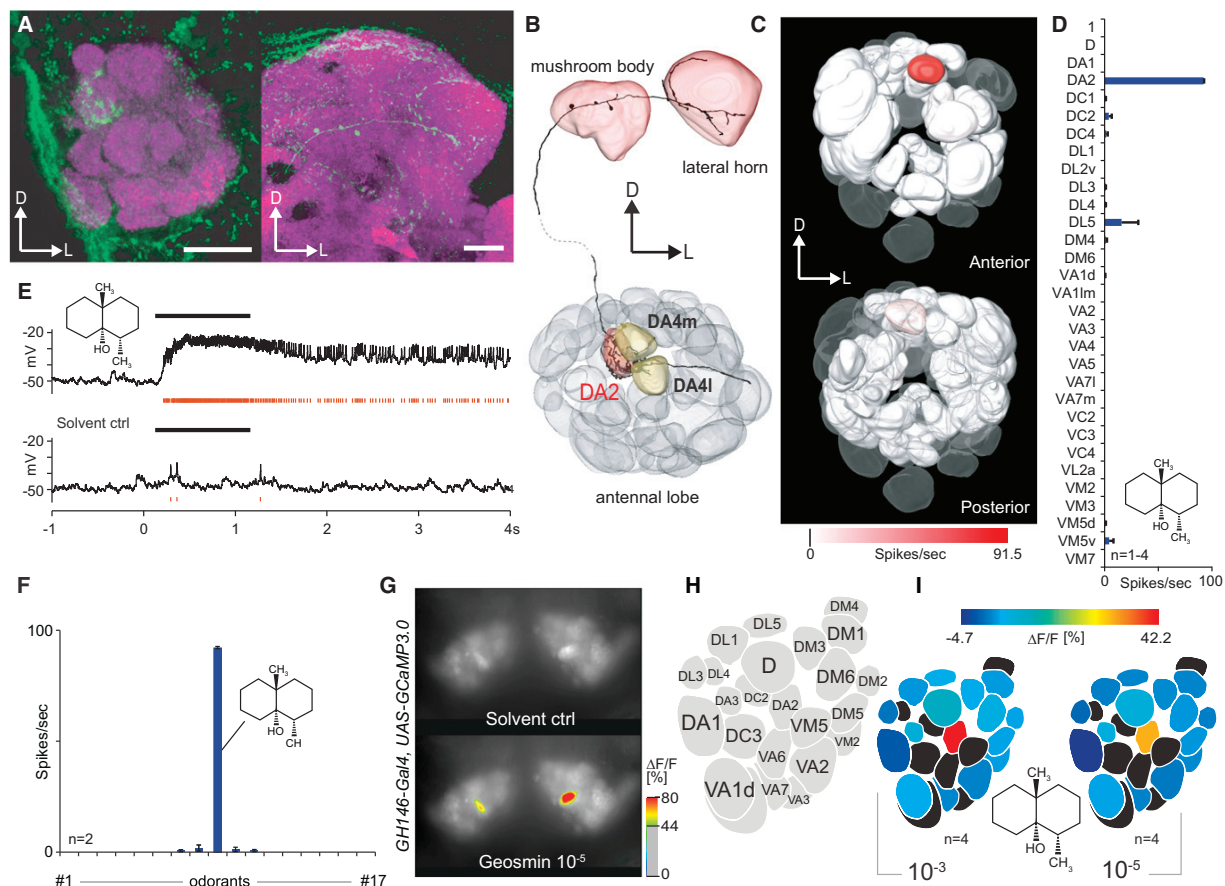 A
D
L
D
L
B
mushroom body
lateral horn
D
L
DA4m
DA4l
DA2
antennal lobe
C
D
L
Anterior
Posterior
0
Spikes/sec
91.5
D
1
D
DA1
DA2
DC1
DC2
DC4
DL1
DL2v
DL3
DL4
DL5
DM4
DM6
VA1d
VA1lm
VA2
VA3
VA4
VA5
VA7l
VA7m
VC2
VC3
VC4
VL2a
VM2
VM3
VM5d
VM5v
VM7
CH3
HO
CH3
n=1-4
0
100
Spikes/sec
E
CH3
HO
CH3
-20
mV
-50
Solvent ctrl
-20
mV
-50
-1 0 1 2 3 4s
F
100
Spikes/sec
0
n=2
CH3
HO
CH
#1 odorants #17
G
GH146-Gal4, UAS-GCaMP3.0
Solvent ctrl
Geosmin 10-5
ΔF/F
[%]
80
44
0
H
DM4
DL5
DL1
DM1
DM3
D
DL3
DL4
DM6
DM2
DA3
DC2
DA2
DM5
DA1
DC3
VM5
VM2
VA6
VA2
VA1d
VA7
VA3
I
-4.7
ΔF/F [%]
42.2
CH3
HO
CH3
n=4
n=4
10-3
10-5